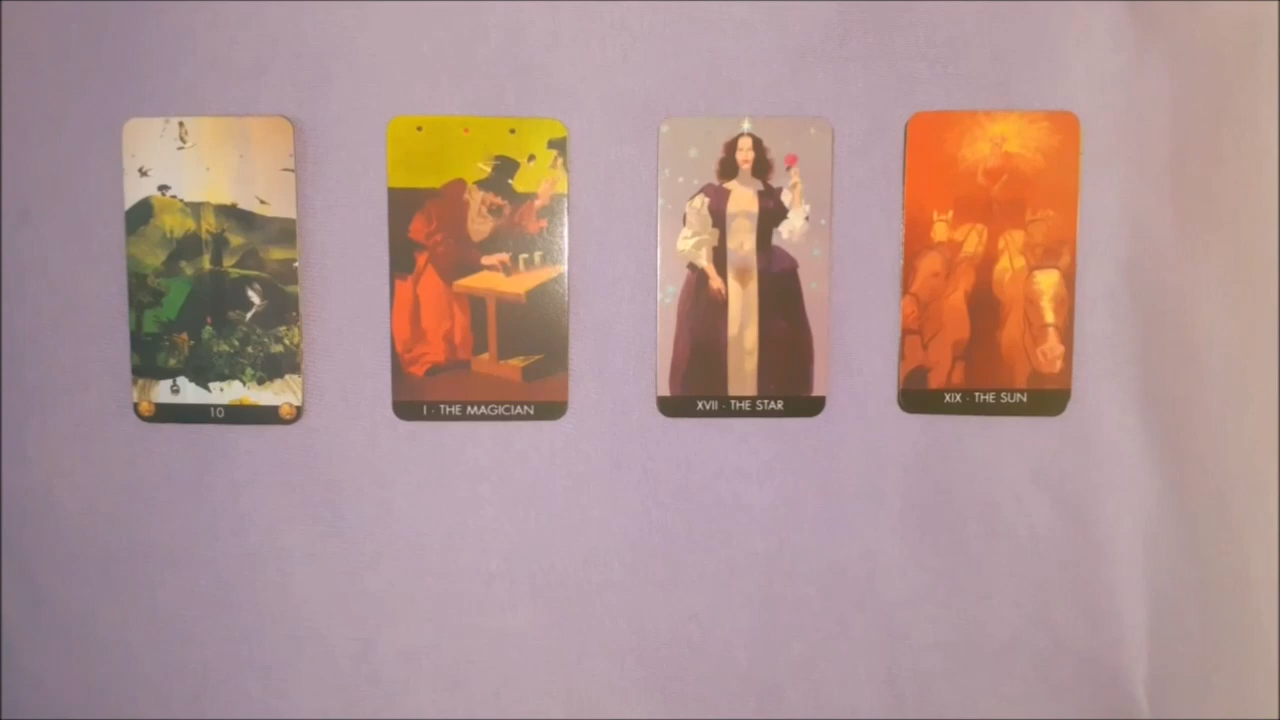 10
I · THE MAGICIAN
XVII · THE STAR
XIX · THE SUN